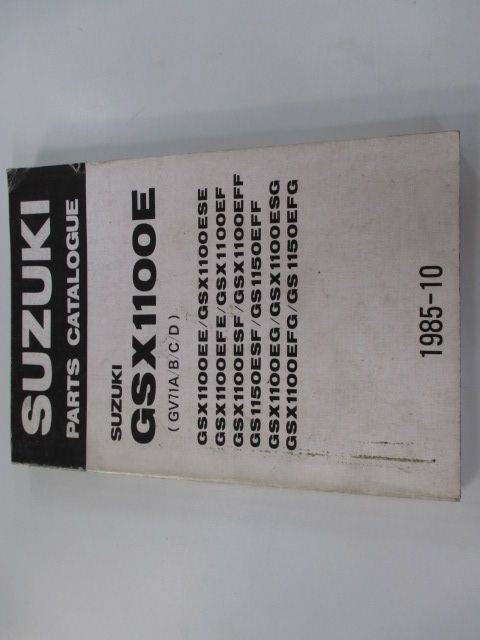 SUZUKI
PARTS CATALOGUE
SUZUKI
GSX1100E
(GV71A/B/C/D)
GSX1100EE/GSX1100ESE
GSX1100EFE/GSX1100EF
GSX1100ESF/GSX1100EFF
GS1150ESF/GS1150EFF
GSX1100EG/GSX1100ESG
GSX1100EFG/GS1150EFG
1985-10